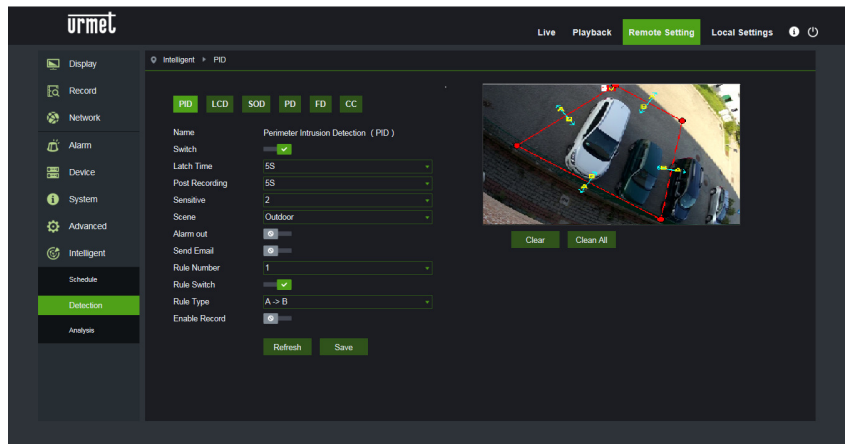 urmet
Live Playback Remote Setting Local Settings
Display
Record
Network
Alarm
Device
System
Advanced
Intelligent
Schedule
Detection
Analysis
Intelligent PID
PID LCD SOD PD FD CC
Name Perimeter Intrusion Detection ( PID )
Switch
Latch Time 5S
Post Recording 5S
Sensitive 2
Scene Outdoor
Alarm out
Send Email
Rule Number 1
Rule Switch
Rule Type A -> B
Enable Record
Refresh Save
Clear Clean All